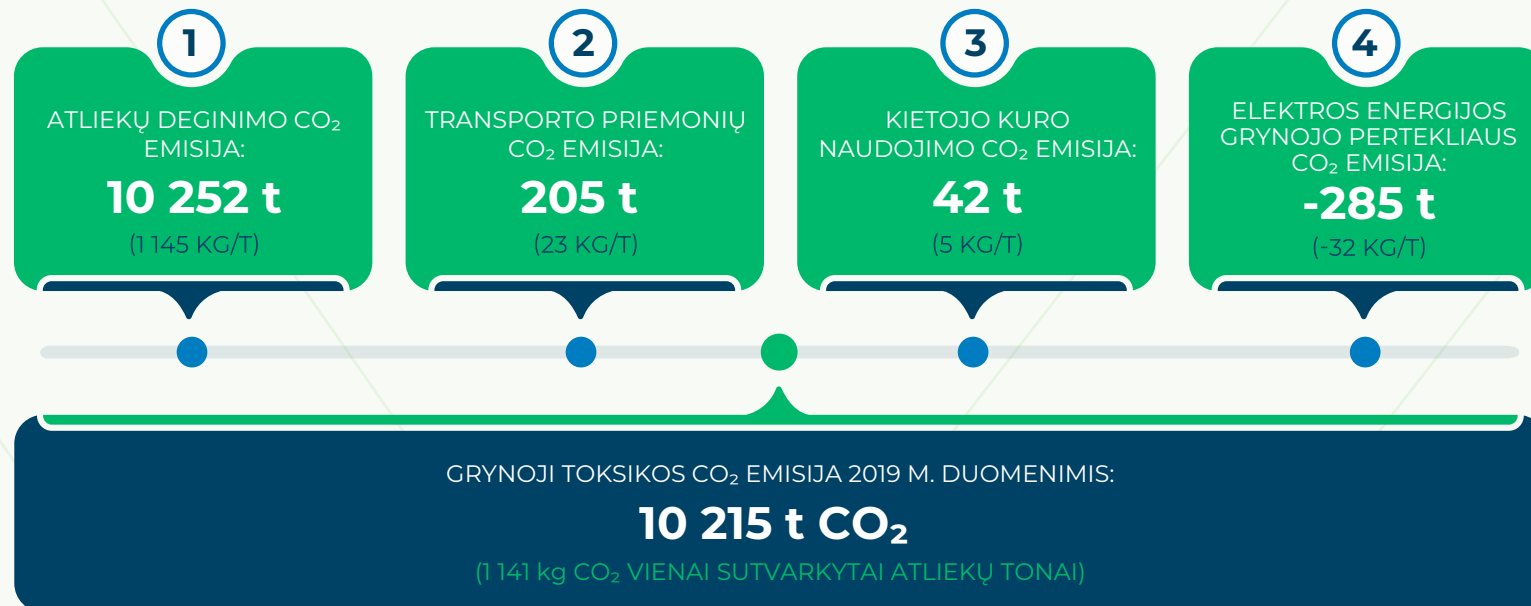 1
ATLIEKŲ DEGINIMO CO₂
EMISIJA:
10 252 t
(1 145 KG/T)
2
TRANSPORTO PRIEMONIŲ
CO₂ EMISIJA:
205 t
(23 KG/T)
3
KIETOJO KURO
NAUDOJIMO CO₂ EMISIJA:
42 t
(5 KG/T)
4
ELEKTROS ENERGIJOS
GRYNOJO PERTEKLIAUS
CO₂ EMISIJA:
-285 t
(-32 KG/T)
GRYNOJI TOKSIKOS CO₂ EMISIJA 2019 M. DUOMENIMIS:
10 215 t CO₂
(1 141 kg CO₂ VIENAI SUTVARKYTAI ATLIEKŲ TONAI)